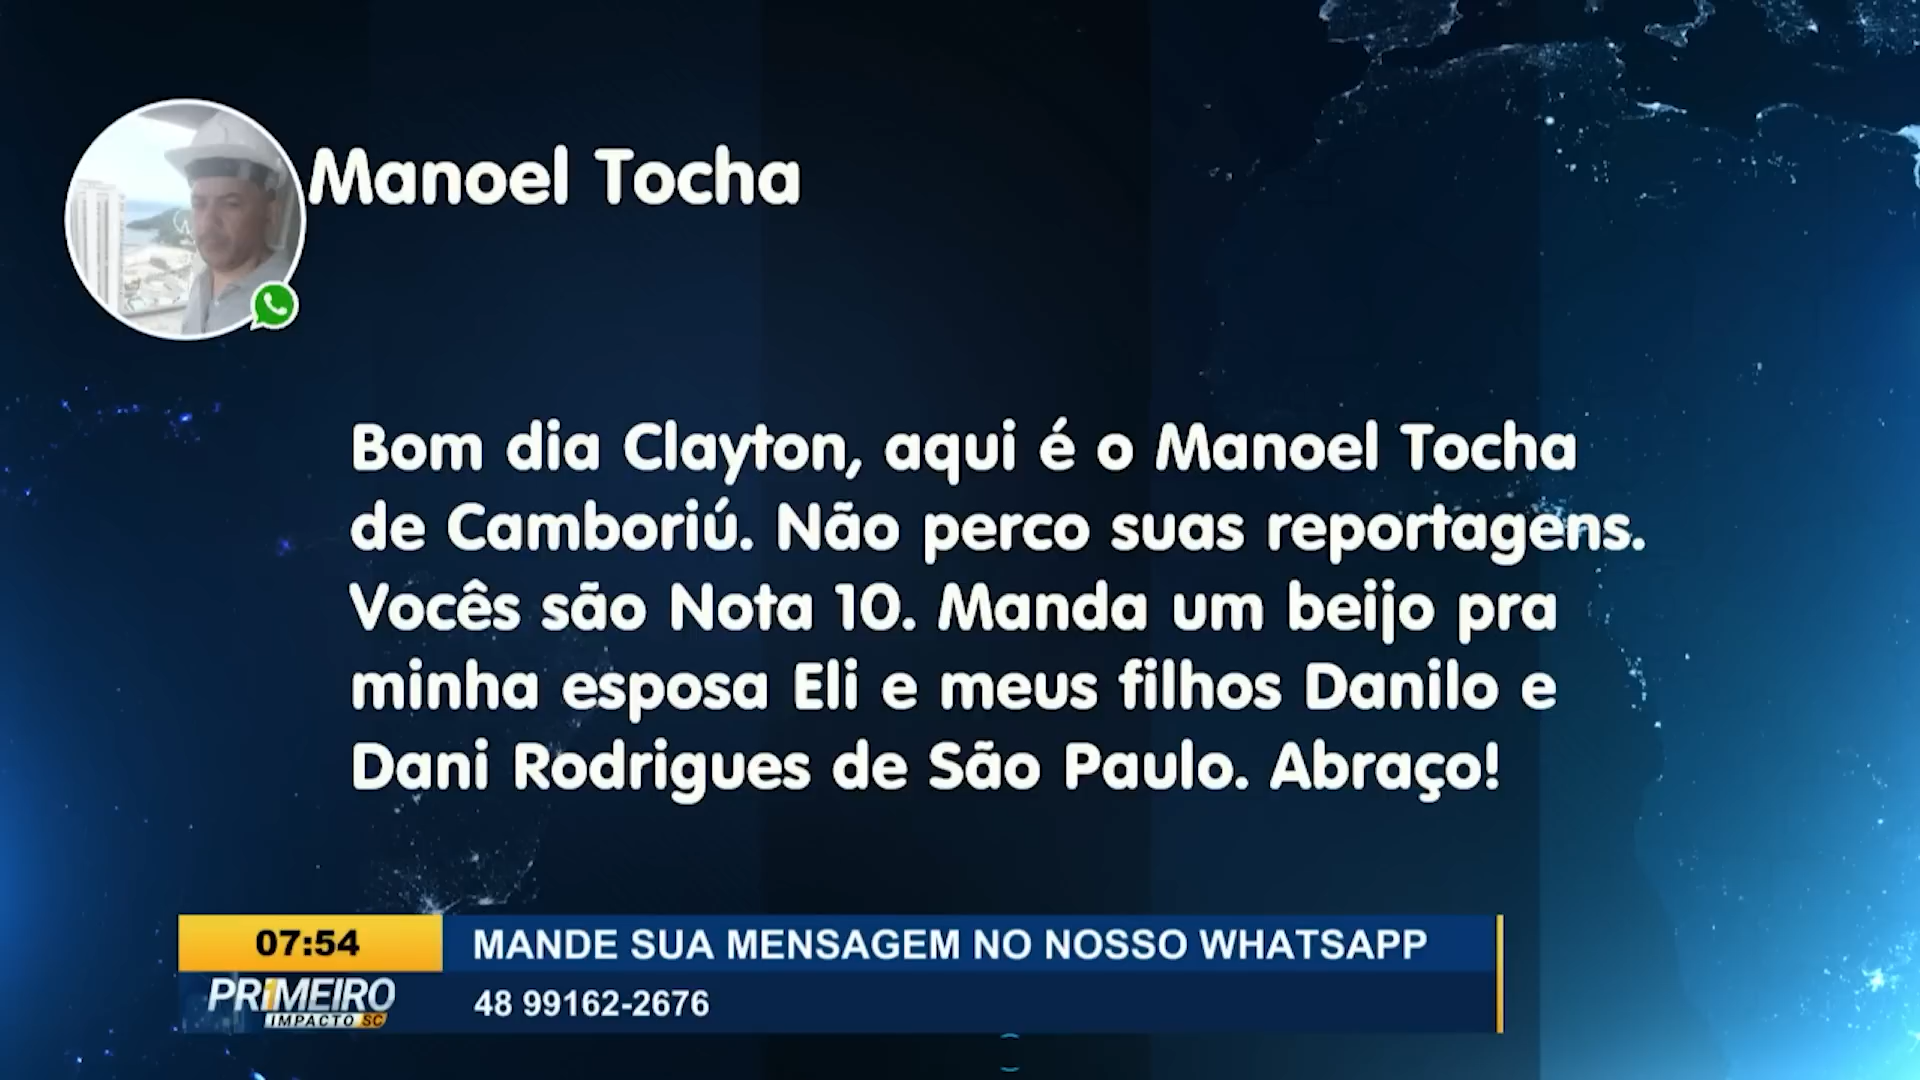 Manoel Tocha
Bom dia Clayton, aqui é o Manoel Tocha
de Camboriú. Não perco suas reportagens.
Vocês são Nota 10. Manda um beijo pra
minha esposa Eli e meus filhos Danilo e
Dani Rodrigues de São Paulo. Abraço!
07:54
MANDE SUA MENSAGEM NO NOSSO WHATSAPP
PR1MEIRO
IMPACTO SC
48 99162-2676